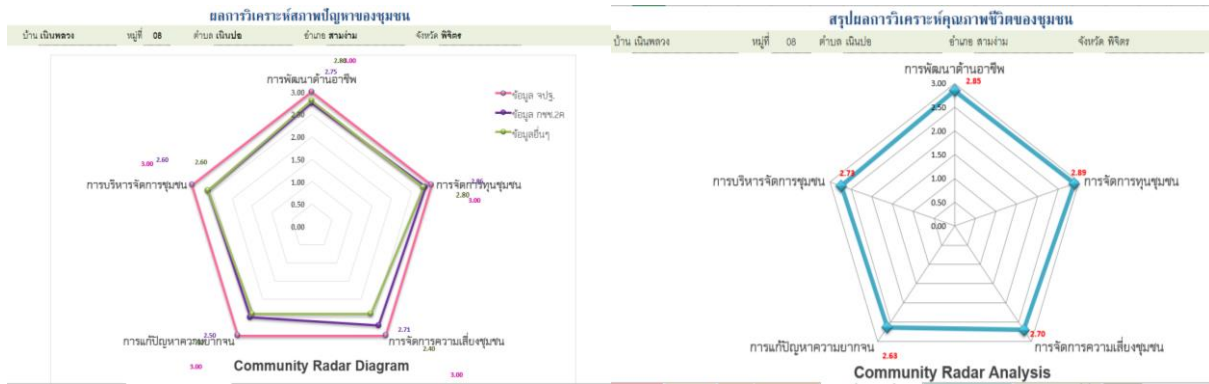 ผลการวิเคราะห์สภาพปัญหาของชุมชน
บ้าน เนินพลวง หมู่ที่ 08 ตำบล เนินปอ อำเภอ สามง่าม จังหวัด พิจิตร
2.80 3.00
2.75
การพัฒนาด้านอาชีพ
3.00
ข้อมูล จปฐ.
ข้อมูล กชช.2ค
ข้อมูลอื่นๆ
2.00
1.50
1.00
0.50
0.00
3.00 2.60 2.60
การบริหารจัดการชุมชน
การจัดการทุนชุมชน
2.80
3.00
2.50
การแก้ปัญหาความยากจน
3.00
2.71
การจัดการความเสี่ยงชุมชน
2.40
3.00
Community Radar Diagram
สรุปผลการวิเคราะห์คุณภาพชีวิตของชุมชน
บ้าน เนินพลวง หมู่ที่ 08 ตำบล เนินปอ อำเภอ สามง่าม จังหวัด พิจิตร
การพัฒนาด้านอาชีพ
3.00 2.85
2.50
2.00
1.50
1.00
0.50
0.00
การบริหารจัดการชุมชน 2.73
2.89
การจัดการทุนชุมชน
การแก้ปัญหาความยากจน
2.63
2.70
การจัดการความเสี่ยงชุมชน
Community Radar Analysis